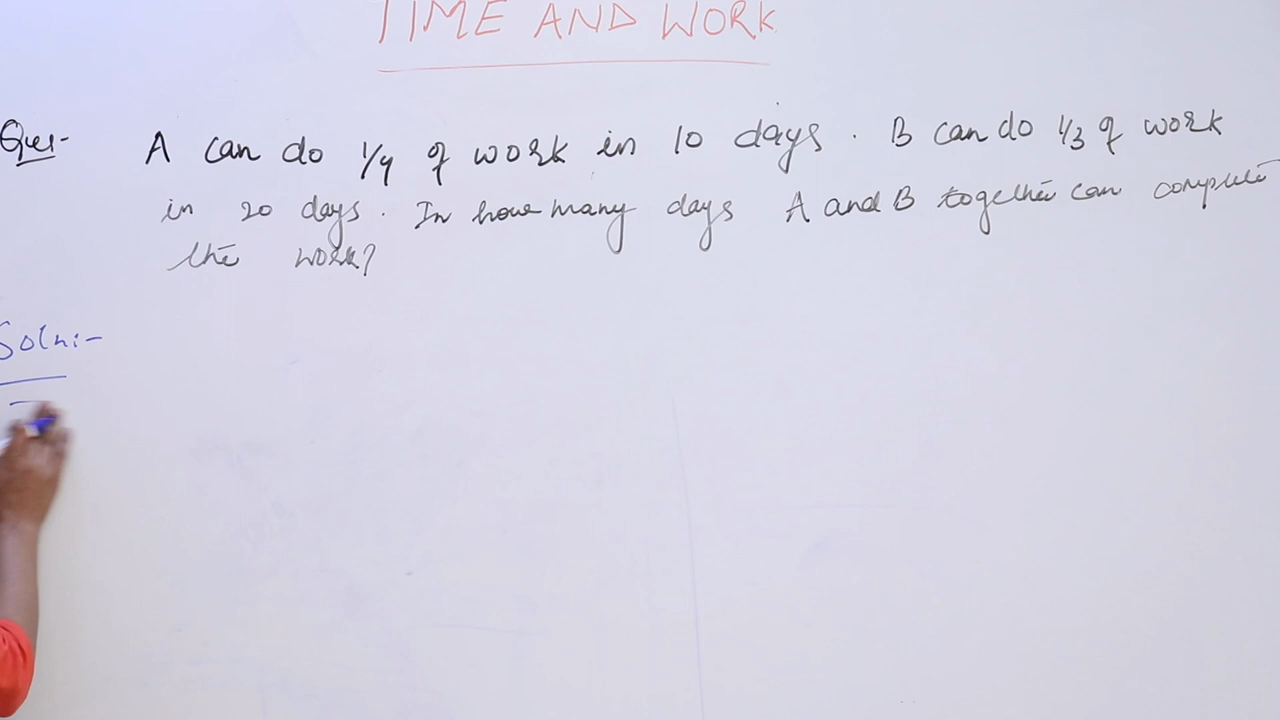 TIME AND WORK
Ques- A can do 1/4 of work in 10 days. B can do 1/3 of work
in 20 days. In how many days A and B together can complete
the work?
Soln:-